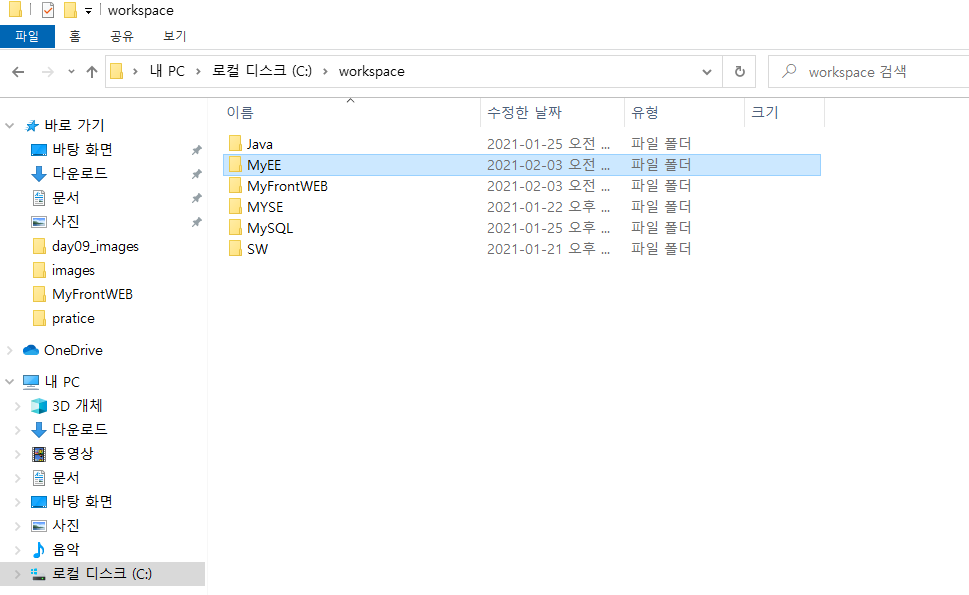 workspace
파일 홈 공유 보기
내 PC 로컬 디스크 (C:) workspace
workspace 검색
이름 수정한 날짜 유형 크기
바로 가기
바탕 화면
다운로드
문서
사진
day09_images
images
MyFrontWEB
pratice
OneDrive
내 PC
3D 개체
다운로드
동영상
문서
바탕 화면
사진
음악
로컬 디스크 (C:)
Java 2021-01-25 오전 ... 파일 폴더
MyEE 2021-02-03 오전 ... 파일 폴더
MyFrontWEB 2021-02-03 오전 ... 파일 폴더
MYSE 2021-01-22 오후 ... 파일 폴더
MySQL 2021-01-25 오전 ... 파일 폴더
SW 2021-01-21 오후 ... 파일 폴더